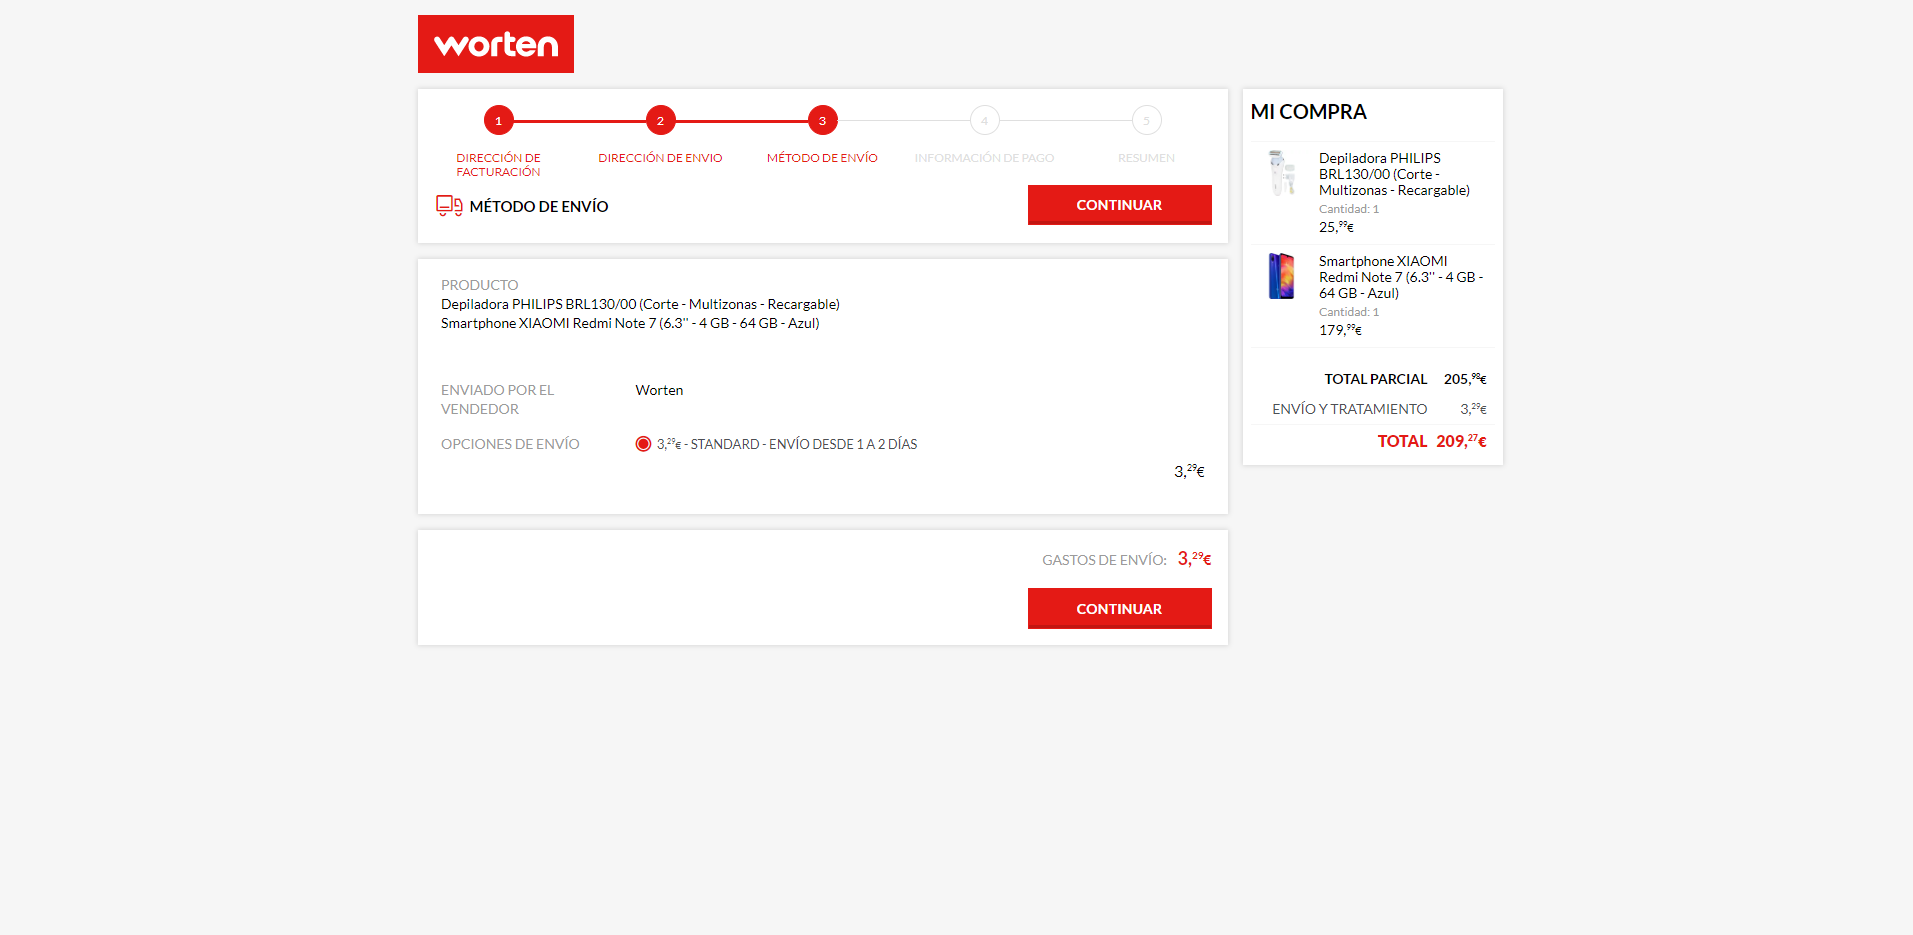 worten
1
2
3
4
5
DIRECCIÓN DE
FACTURACIÓN
DIRECCIÓN DE ENVIO
MÉTODO DE ENVÍO
INFORMACIÓN DE PAGO
RESUMEN
MÉTODO DE ENVÍO
CONTINUAR
PRODUCTO
Depiladora PHILIPS BRL130/00 (Corte - Multizonas - Recargable)
Smartphone XIAOMI Redmi Note 7 (6.3'' - 4 GB - 64 GB - Azul)
ENVIADO POR EL
VENDEDOR
Worten
OPCIONES DE ENVÍO
3,29€ - STANDARD - ENVÍO DESDE 1 A 2 DÍAS
3,29€
GASTOS DE ENVÍO: 3,29€
CONTINUAR
MI COMPRA
Depiladora PHILIPS
BRL130/00 (Corte -
Multizonas - Recargable)
Cantidad: 1
25,99€
Smartphone XIAOMI
Redmi Note 7 (6.3'' - 4 GB -
64 GB - Azul)
Cantidad: 1
179,99€
TOTAL PARCIAL 205,98€
ENVÍO Y TRATAMIENTO 3,29€
TOTAL 209,27€